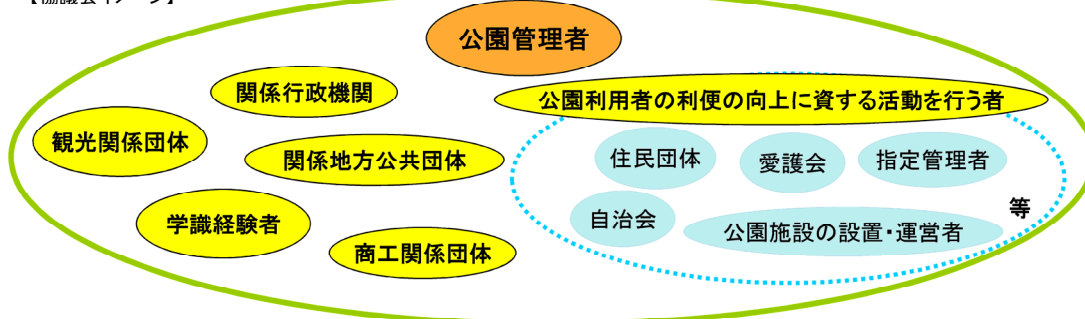 公園管理者
関係行政機関
公園利用者の利便の向上に資する活動を行う者
観光関係団体
関係地方公共団体
住民団体
愛護会
指定管理者
学識経験者
自治会
等
公園施設の設置・運営者
商工関係団体